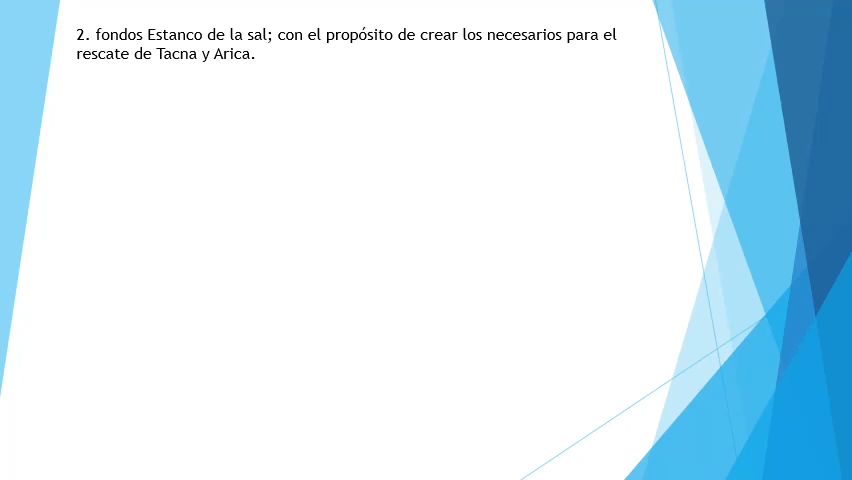 2. fondos Estanco de la sal; con el propósito de crear los necesarios para el
rescate de Tacna y Arica.